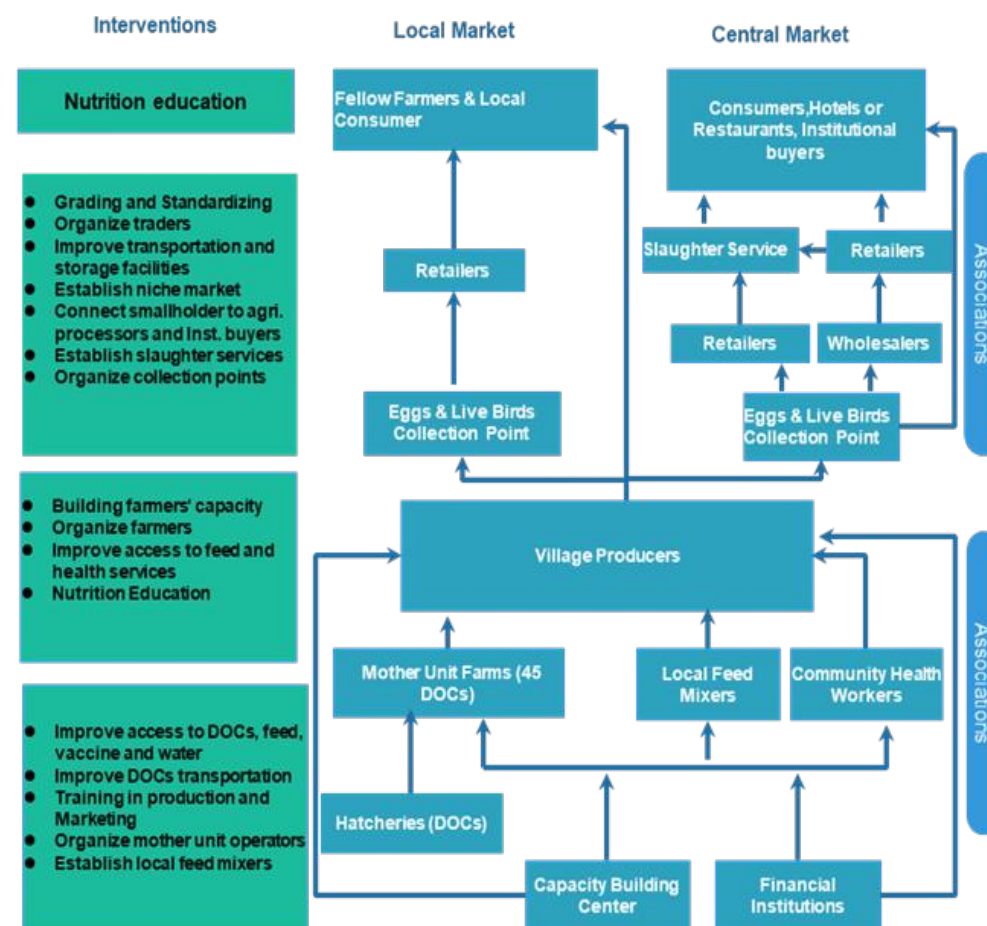 Interventions
Local Market
Central Market
Nutrition education
Fellow Farmers & Local
Consumer
Consumers,Hotels or
Restaurants, Institutional
buyers
● Grading and Standardizing
● Organize traders
● Improve transportation and
storage facilities
● Establish niche market
● Connect smallholder to agri.
processors and Inst. buyers
● Establish slaughter services
● Organize collection points
Retailers
Slaughter Service
Retailers
Retailers
Wholesalers
Eggs & Live Birds
Collection Point
Eggs & Live Birds
Collection Point
Associations
● Building farmers' capacity
● Organize farmers
● Improve access to feed and
health services
● Nutrition Education
Village Producers
Mother Unit Farms (45
DOCs)
Local Feed
Mixers
Community Health
Workers
Associations
● Improve access to DOCs, feed,
vaccine and water
● Improve DOCs transportation
● Training in production and
Marketing
● Organize mother unit operators
● Establish local feed mixers
Hatcheries (DOCs)
Capacity Building
Center
Financial
Institutions